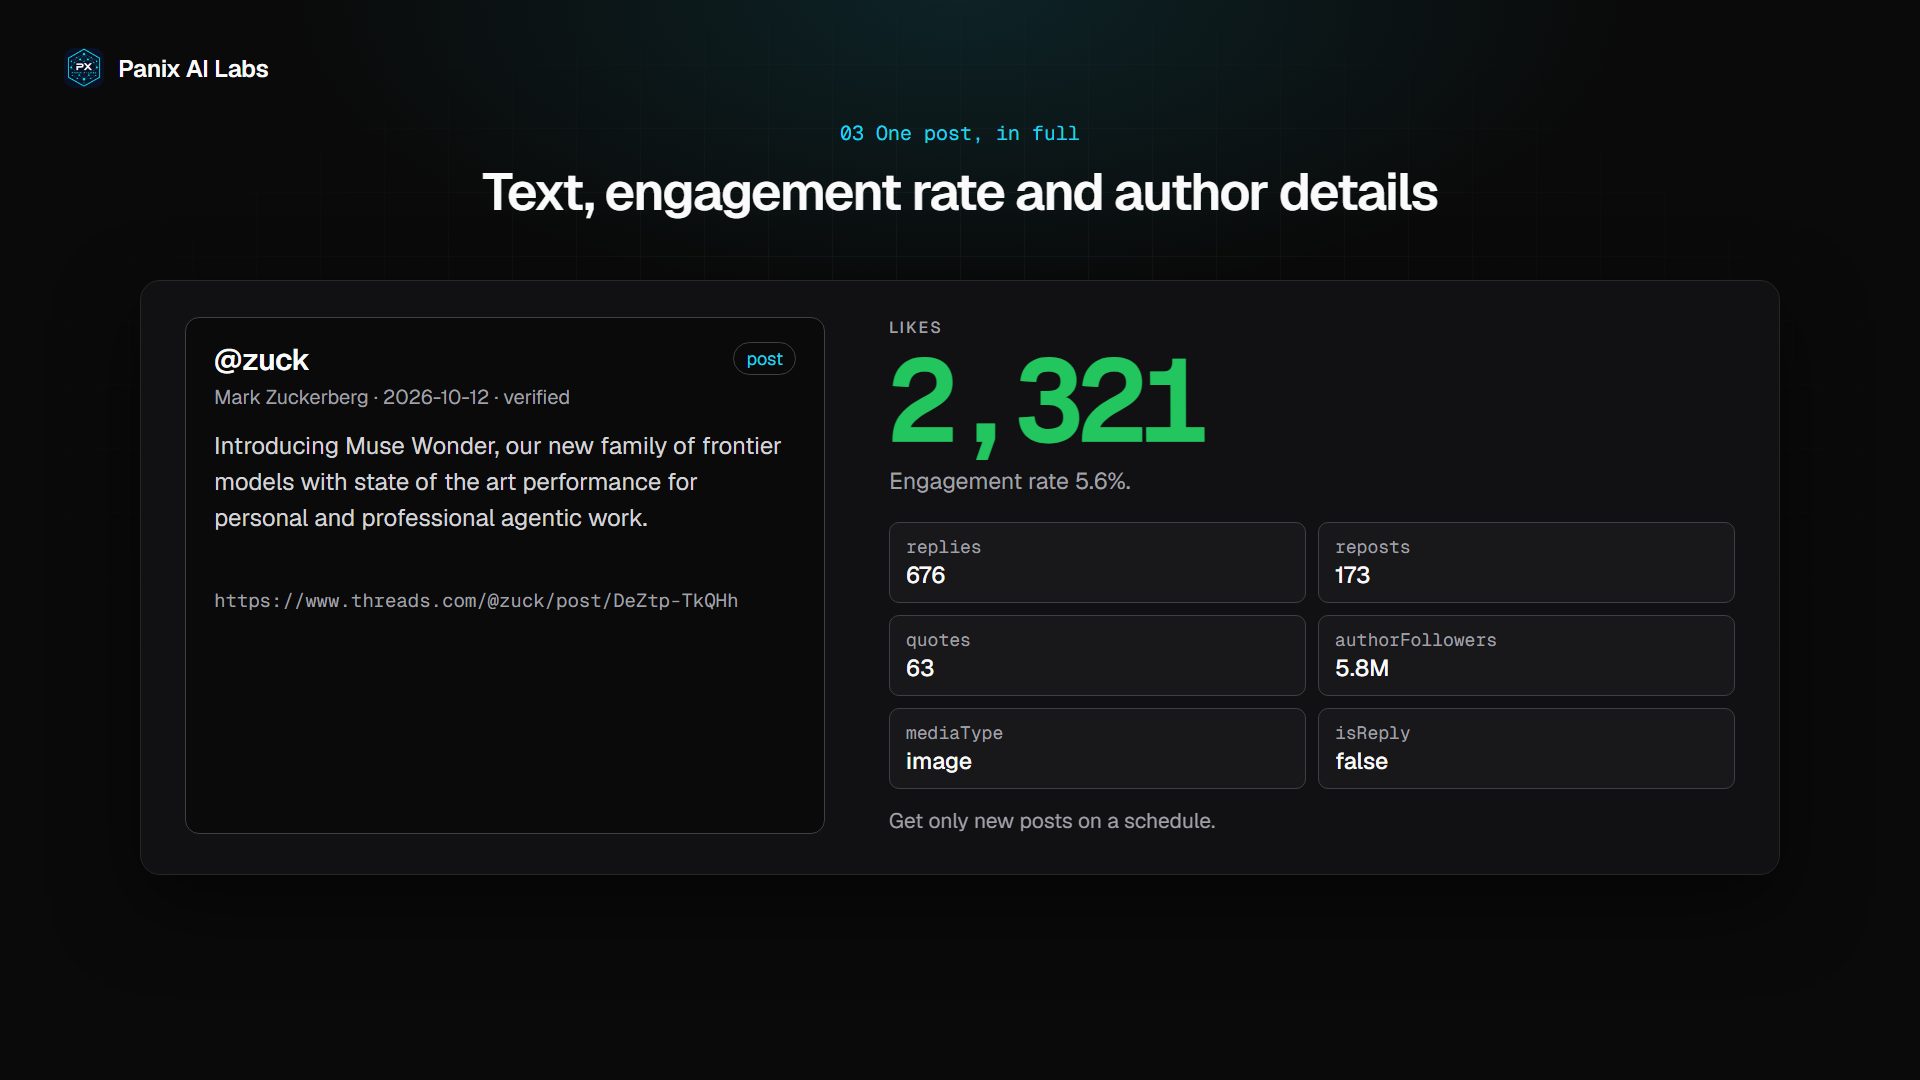 PX
Panix AI Labs
03 One post, in full
Text, engagement rate and author details
@zuck
post
Mark Zuckerberg · 2026-10-12 · verified
Introducing Muse Wonder, our new family of frontier
models with state of the art performance for
personal and professional agentic work.
https://www.threads.com/@zuck/post/DeZtp-TkQHh
LIKES
2,321
Engagement rate 5.6%.
replies
676
reposts
173
quotes
63
authorFollowers
5.8M
mediaType
image
isReply
false
Get only new posts on a schedule.